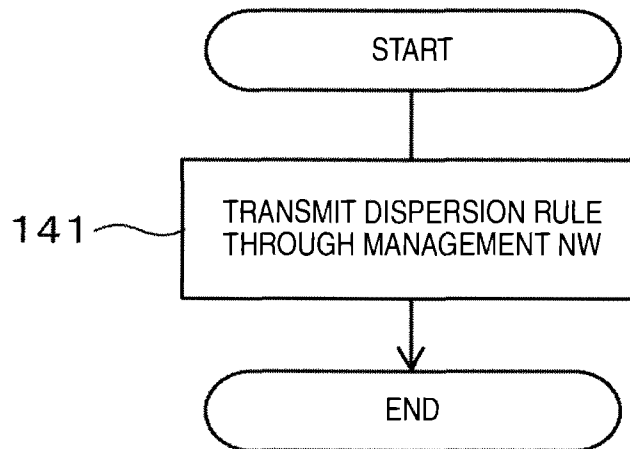 START
141
TRANSMIT DISPERSION RULE
THROUGH MANAGEMENT NW
END